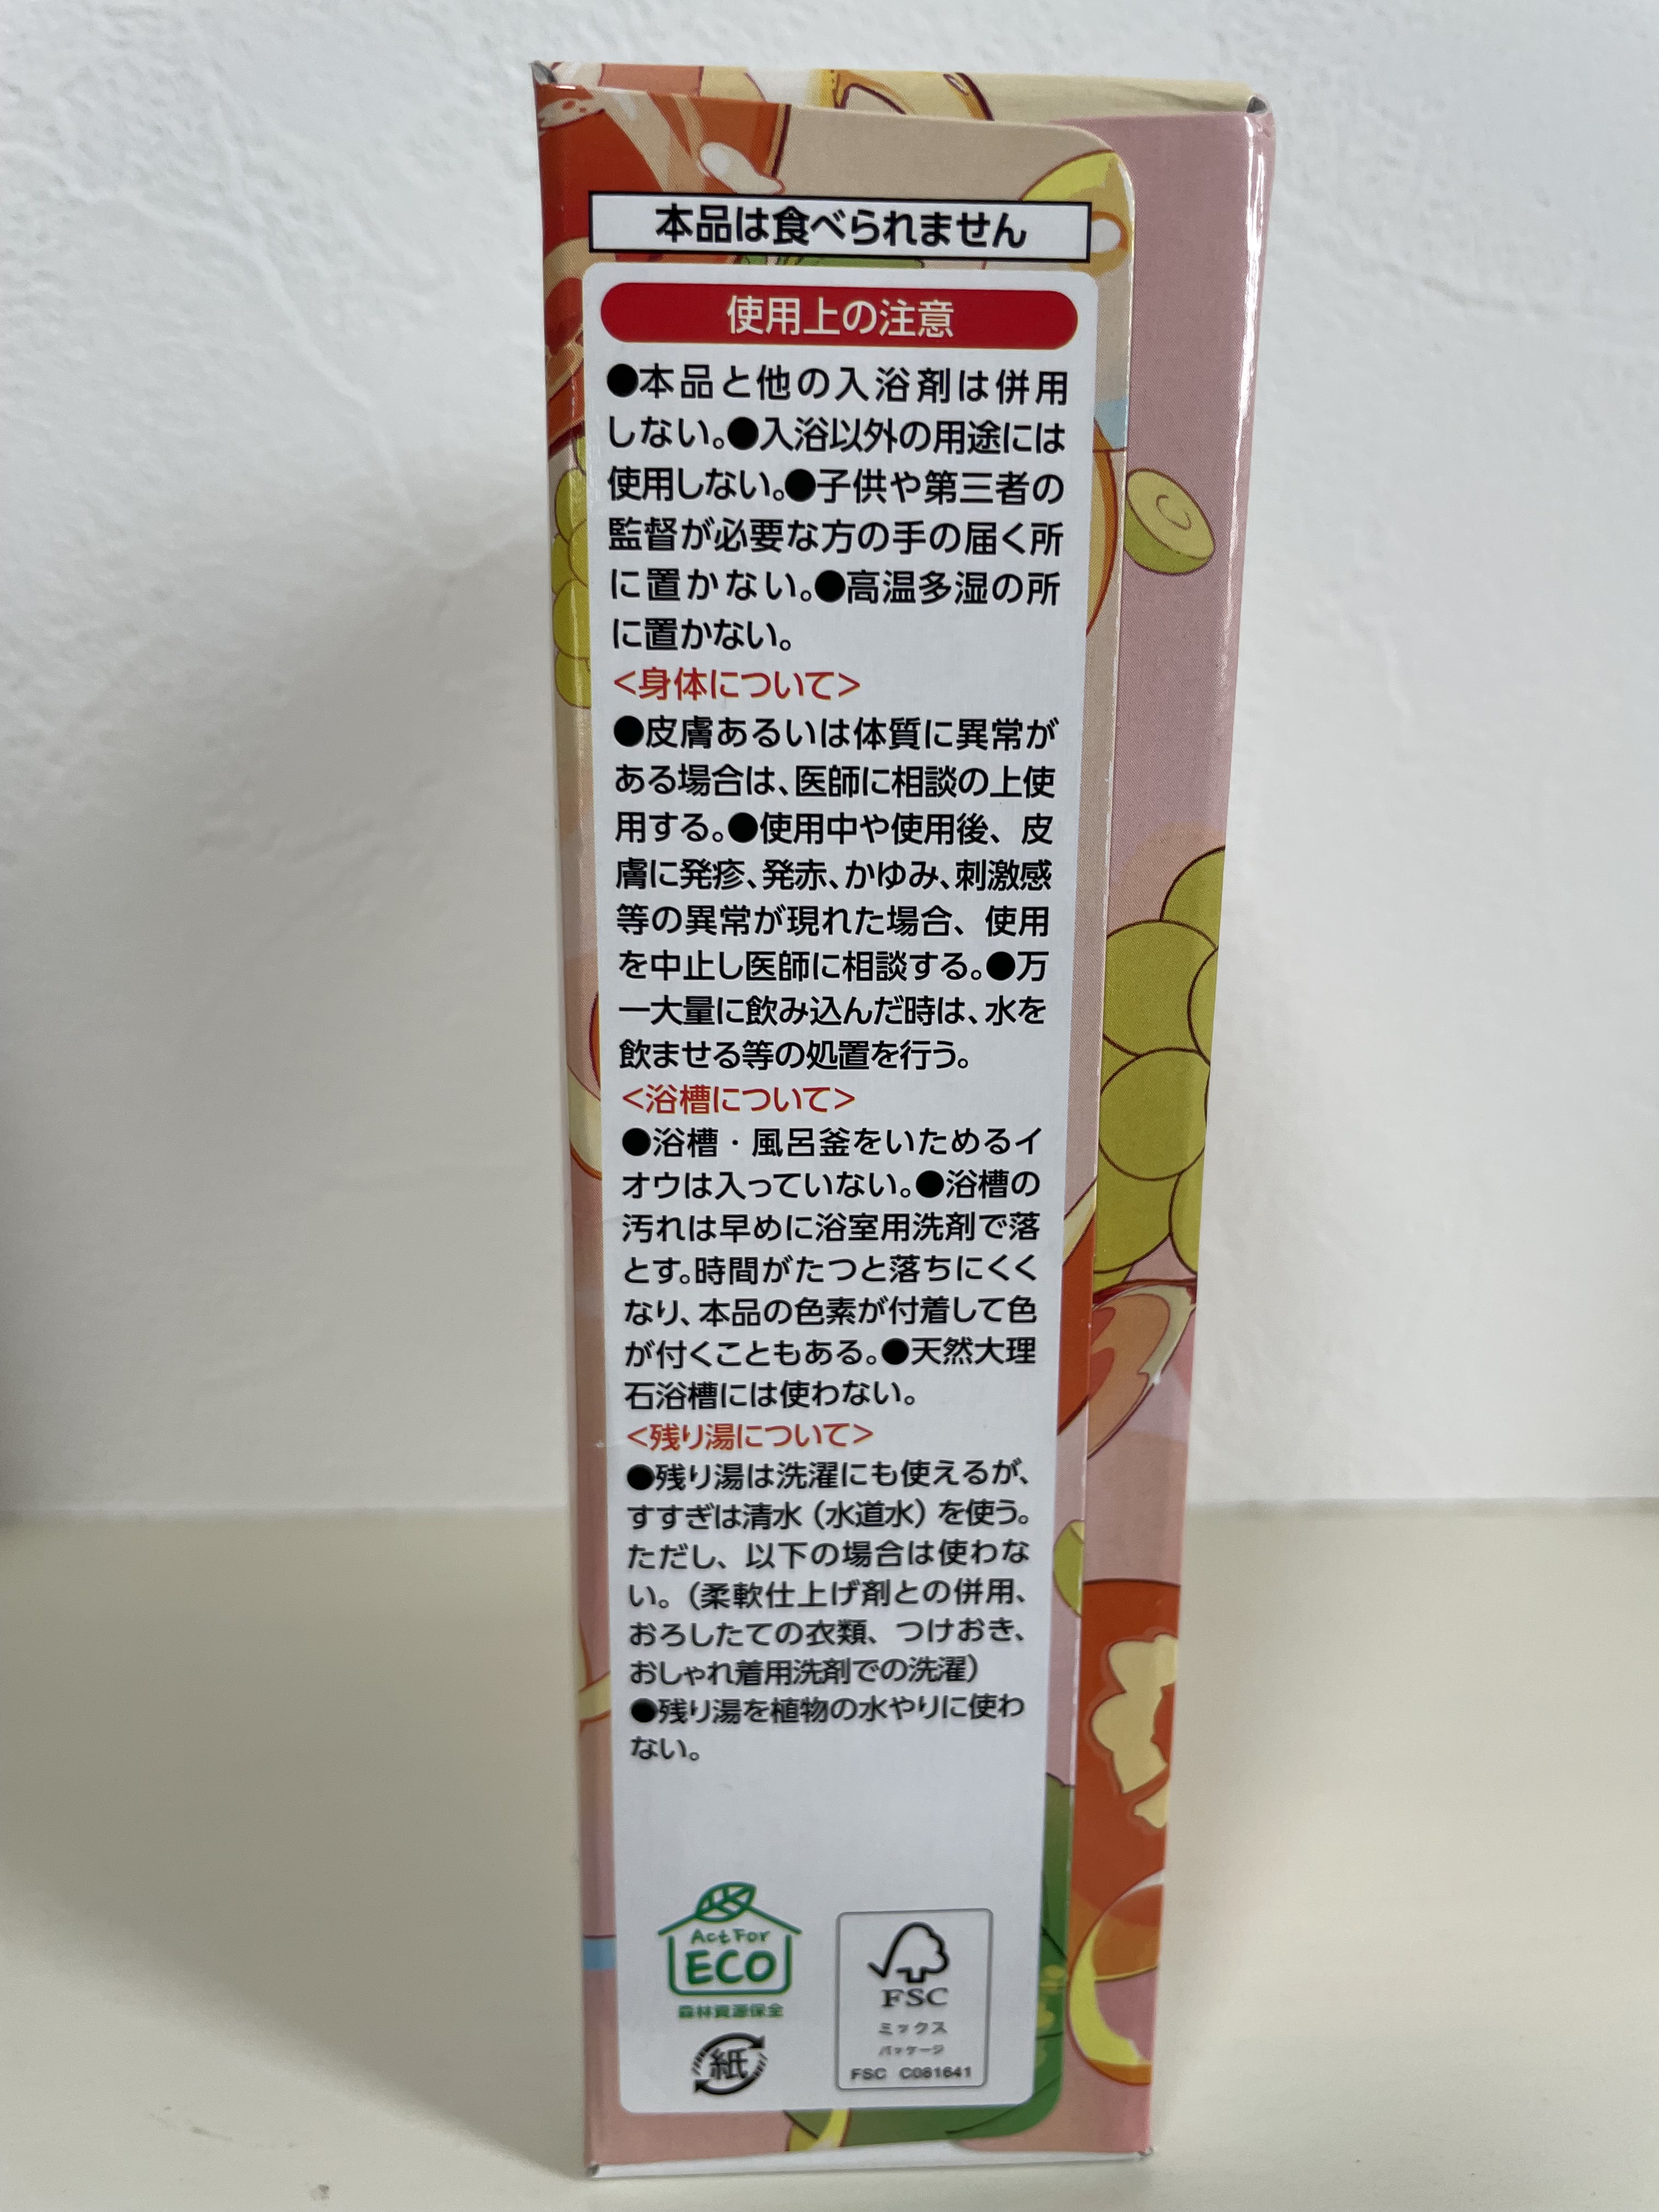 本品は食べられません
使用上の注意
●本品と他の入浴剤は併用
しない。●入浴以外の用途には
使用しない。●子供や第三者の
監督が必要な方の手の届く所
に置かない。●高温多湿の所
に置かない。
<身体について>
●皮膚あるいは体質に異常が
ある場合は、医師に相談の上使
用する。●使用中や使用後、皮
膚に発疹、発赤、かゆみ、刺激感
等の異常が現れた場合、使用
を中止し医師に相談する。●万
一大量に飲み込んだ時は、水を
飲ませる等の処置を行う。
<浴槽について>
●浴槽・風呂釜をいためるイ
オウは入っていない。●浴槽の
汚れは早めに浴室用洗剤で落
とす。時間がたつと落ちにくく
なり、本品の色素が付着して色
が付くこともある。●天然大理
石浴槽には使わない。
<残り湯について>
●残り湯は洗濯にも使えるが、
すすぎは清水（水道水）を使う。
ただし、以下の場合は使わな
い。（柔軟仕上げ剤との併用、
おろしたての衣類、つけおき、
おしゃれ着用洗剤での洗濯）
●残り湯を植物の水やりに使わ
ない。
Act For
ECO
森林資源保全
紙
FSC
ミックス
パッケージ
FSC C081641